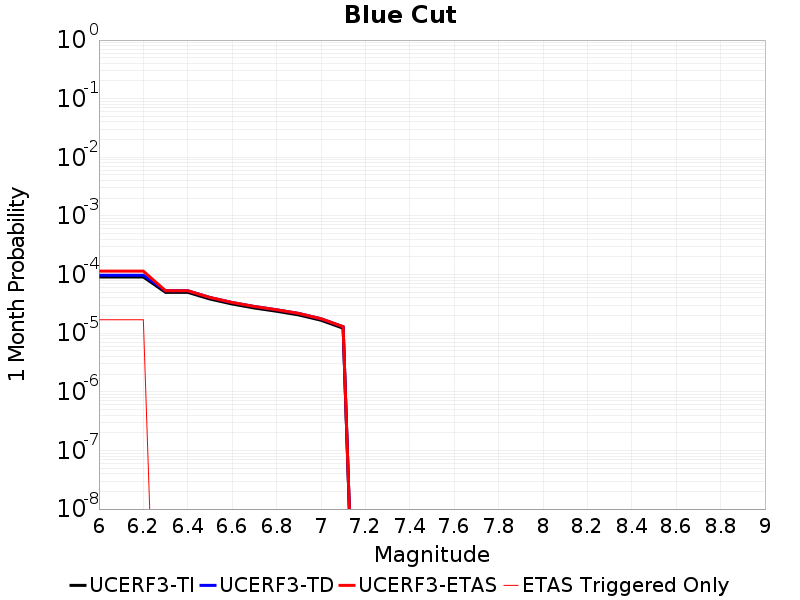 Blue Cut
1 Month Probability
10^0
10^-1
10^-2
10^-3
10^-4
10^-5
10^-6
10^-7
10^-8
6 6.2 6.4 6.6 6.8 7 7.2 7.4 7.6 7.8 8 8.2 8.4 8.6 8.8 9
Magnitude
UCERF3-TI UCERF3-TD UCERF3-ETAS ETAS Triggered Only